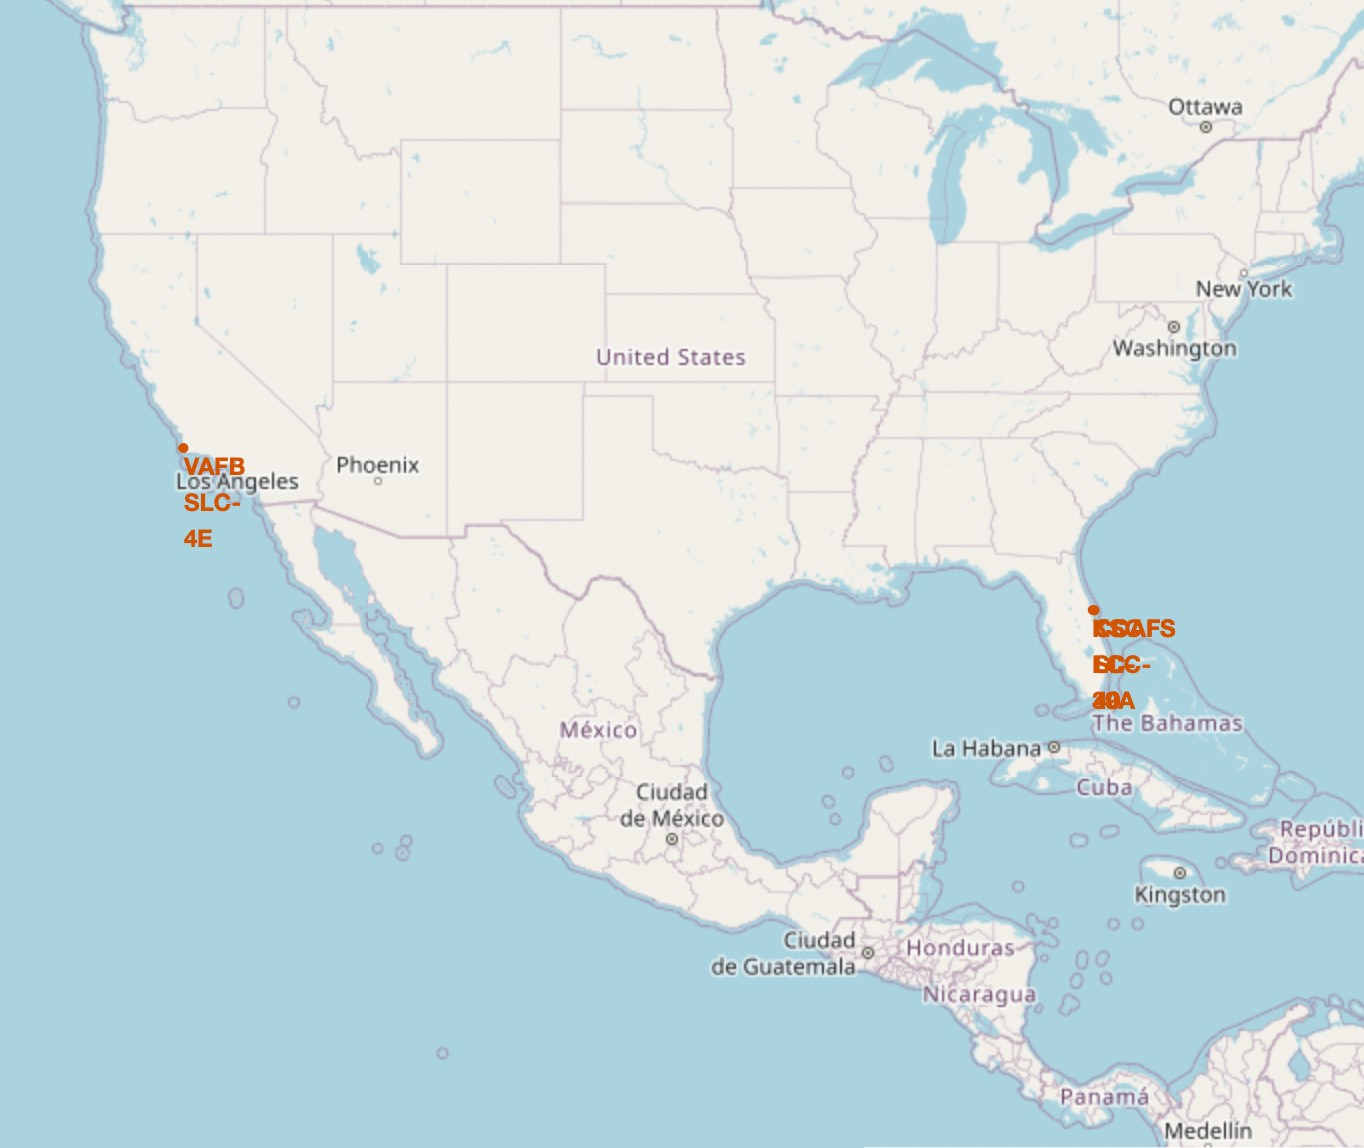 Ottawa
New York
Washington
United States
Phoenix
VAFB
Los Angeles
SLC-
4E
The Bahamas
La Habana
México
Cuba
Ciudad
de México
Repúbli
Dominica
Kingston
Ciudad
de Guatemala
Honduras
Nicaragua
Panamá
Medellín